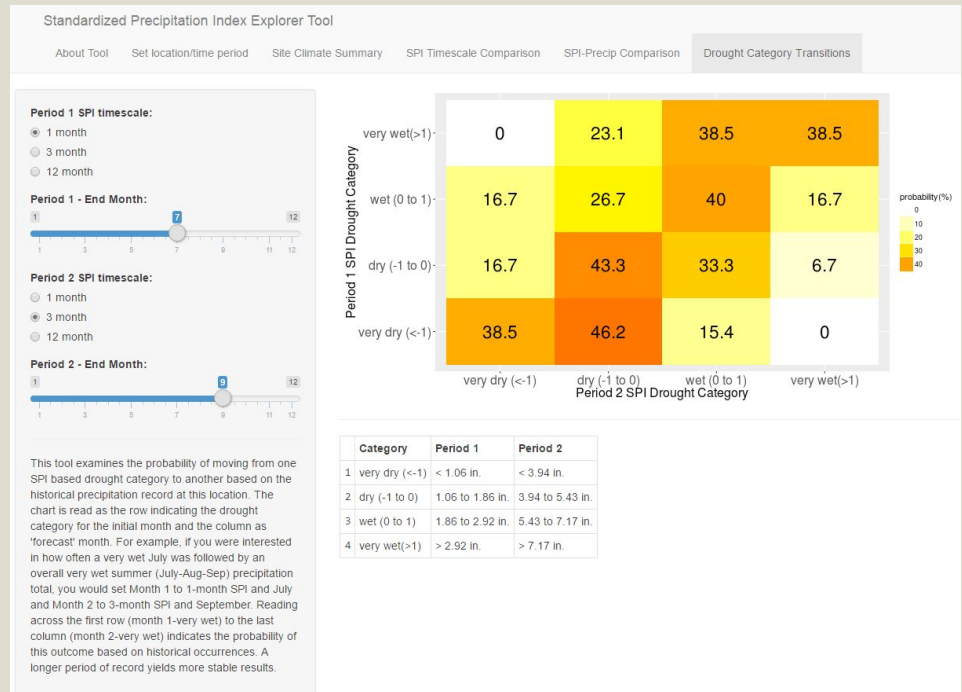 Standardized Precipitation Index Explorer Tool
About Tool Set location/time period Site Climate Summary SPI Timescale Comparison SPI-Precip Comparison Drought Category Transitions
Period 1 SPI timescale:
1 month
3 month
12 month
Period 1 - End Month:
1 7 12
1 3 5 7 9 11 12
Period 2 SPI timescale:
1 month
3 month
12 month
Period 2 - End Month:
1 9 12
1 3 5 7 9 11 12
This tool examines the probability of moving from one
SPI based drought category to another based on the
historical precipitation record at this location. The
chart is read as the row indicating the drought
category for the initial month and the column as
'forecast' month. For example, if you were interested
in how often a very wet July was followed by an
overall very wet summer (July-Aug-Sep) precipitation
total, you would set Month 1 to 1-month SPI and July
and Month 2 to 3-month SPI and September. Reading
across the first row (month 1-very wet) to the last
column (month 2-very wet) indicates the probability of
this outcome based on historical occurrences. A
longer period of record yields more stable results.
Period 1 SPI Drought Category
very wet(>1) 0 23.1 38.5 38.5
wet (0 to 1) 16.7 26.7 40 16.7
dry (-1 to 0) 16.7 43.3 33.3 6.7
very dry (<-1) 38.5 46.2 15.4 0
very dry (<-1) dry (-1 to 0) wet (0 to 1) very wet(>1)
Period 2 SPI Drought Category
probability(%)
0
10
20
30
40
Category Period 1 Period 2
1 very dry (<-1) < 1.06 in. < 3.94 in.
2 dry (-1 to 0) 1.06 to 1.86 in. 3.94 to 5.43 in.
3 wet (0 to 1) 1.86 to 2.92 in. 5.43 to 7.17 in.
4 very wet(>1) > 2.92 in. > 7.17 in.